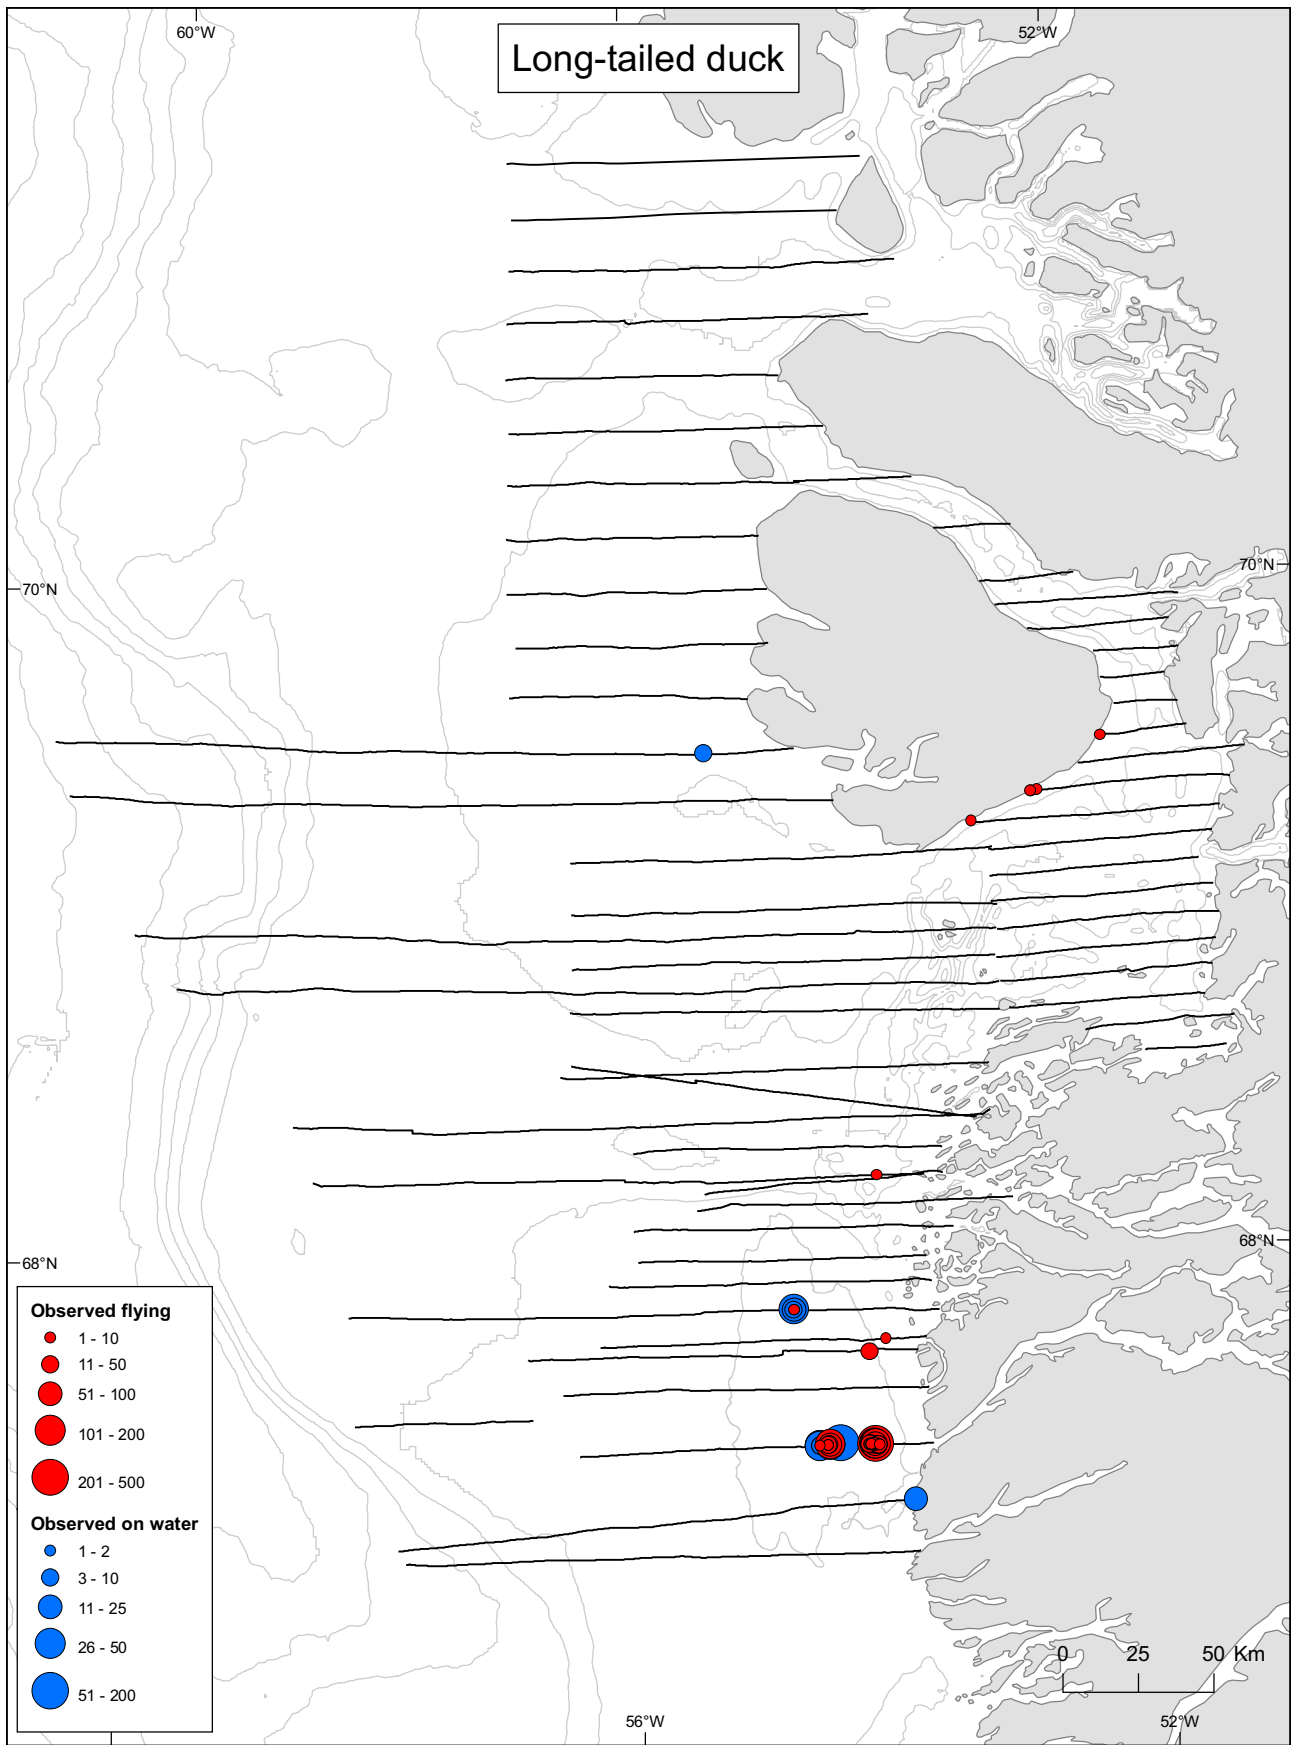 60°W
52°W
Long-tailed duck
70°N
70°N
68°N
68°N
Observed flying
1 - 10
11 - 50
51 - 100
101 - 200
201 - 500
Observed on water
1 - 2
3 - 10
11 - 25
26 - 50
51 - 200
0 25 50 Km
56°W
52°W